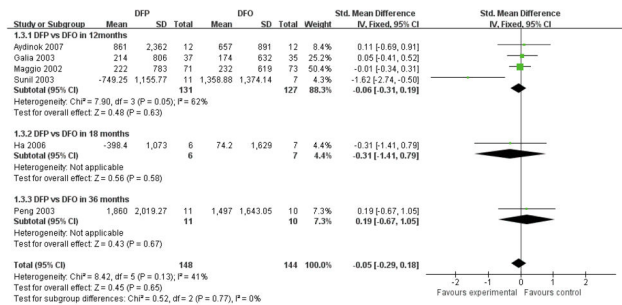 DFP DFO Std. Mean Difference Std. Mean Difference
Study or Subgroup Mean SD Total Mean SD Total Weight IV, Fixed, 95% CI IV, Fixed, 95% CI
1.3.1 DFP vs DFO in 12months
Aydinok 2007 861 2,362 12 657 891 12 8.4% 0.11 [-0.69, 0.91]
Galia 2003 214 806 37 174 632 35 25.5% 0.05 [-0.41, 0.52]
Maggio 2002 222 783 71 232 619 73 51.0% -0.01 [-0.34, 0.31]
Sunil 2003 -749.25 1,155.77 11 1,358.88 1,374.14 7 4.2% -1.62 [-2.74, -0.50]
Subtotal (95% CI) 131 127 88.3% -0.06 [-0.31, 0.19]
Heterogeneity: Chi² = 7.90, df = 3 (P = 0.05); I² = 62%
Test for overall effect: Z = 0.48 (P = 0.63)
1.3.2 DFP vs DFO in 18 months
Ha 2006 -398.4 1,073 6 74.2 1,629 7 4.4% -0.31 [-1.41, 0.79]
Subtotal (95% CI) 6 7 4.4% -0.31 [-1.41, 0.79]
Heterogeneity: Not applicable
Test for overall effect: Z = 0.56 (P = 0.58)
1.3.3 DFP vs DFO in 36 months
Peng 2003 1,860 2,019.27 11 1,497 1,643.05 10 7.3% 0.19 [-0.67, 1.05]
Subtotal (95% CI) 11 10 7.3% 0.19 [-0.67, 1.05]
Heterogeneity: Not applicable
Test for overall effect: Z = 0.43 (P = 0.67)
Total (95% CI) 148 144 100.0% -0.05 [-0.29, 0.18]
Heterogeneity: Chi² = 8.42, df = 5 (P = 0.13); I² = 41%
Test for overall effect: Z = 0.45 (P = 0.65)
Test for subgroup differences: Chi² = 0.52, df = 2 (P = 0.77), I² = 0%
-2 -1 0 1 2
Favours experimental Favours control